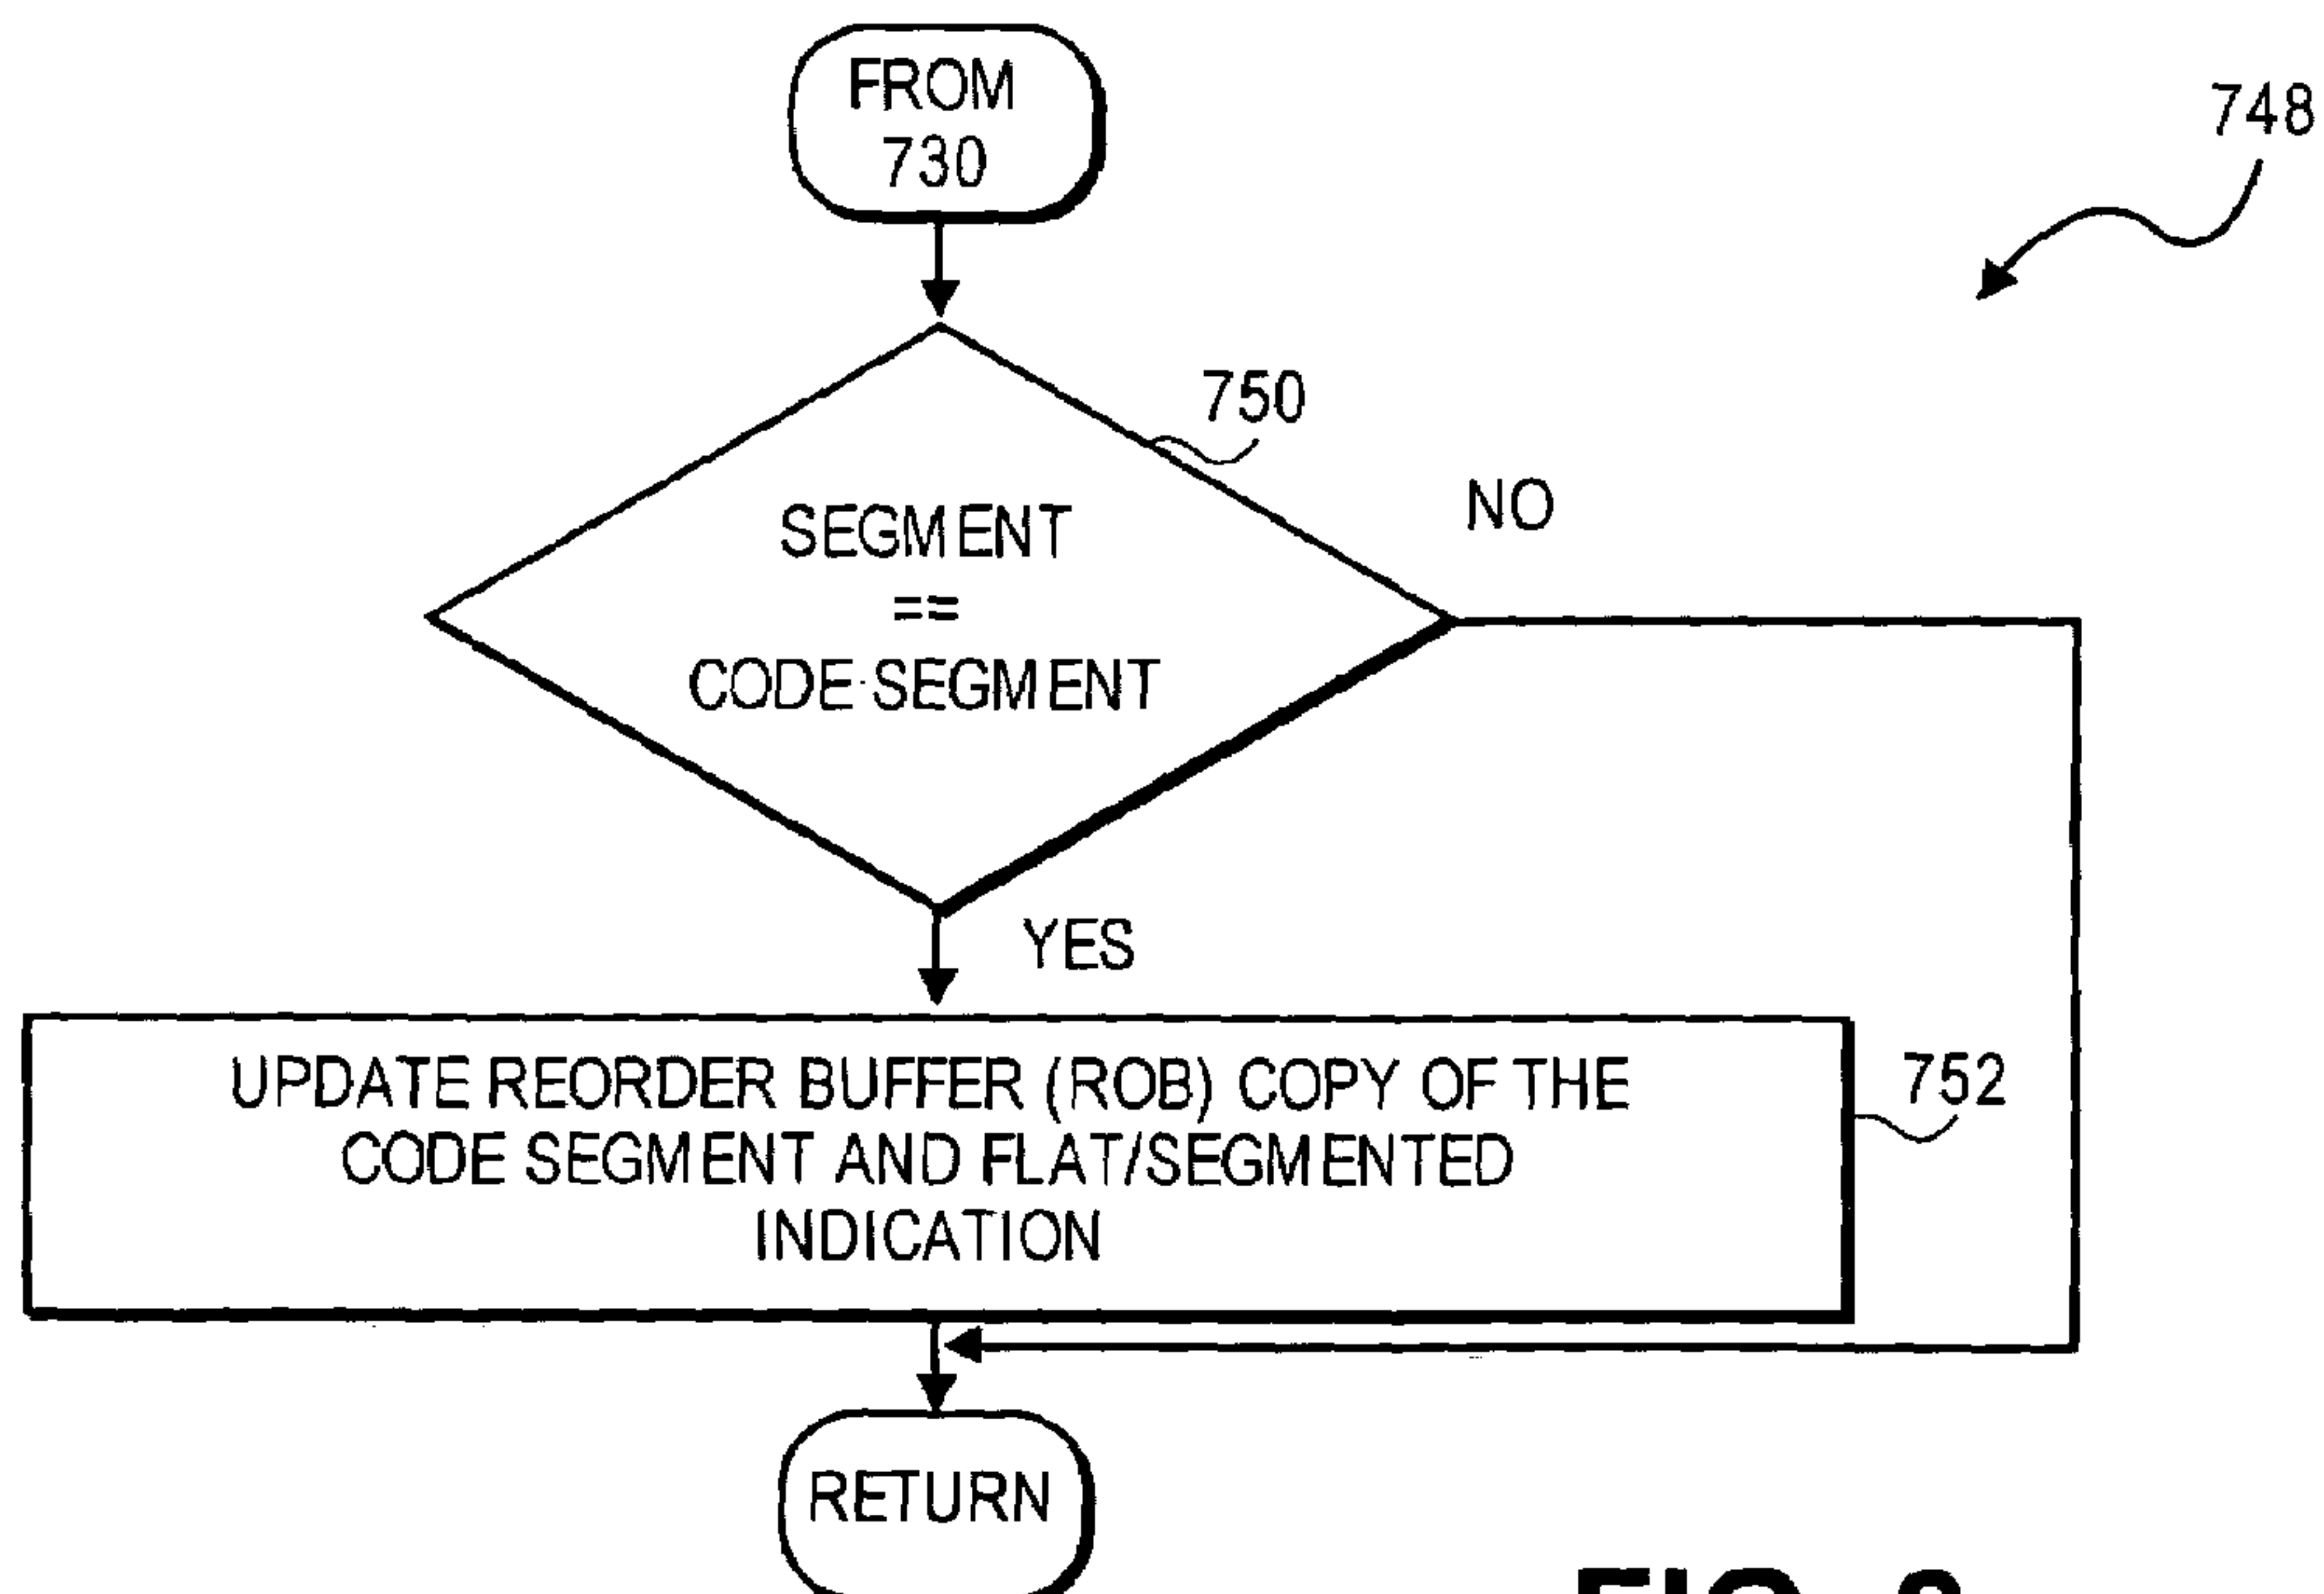 FROM
730
748
750
NO
SEGMENT
==
CODE SEGMENT
YES
UPDATE REORDER BUFFER (ROB) COPY OF THE
CODE SEGMENT AND FLAT/SEGMENTED
INDICATION
752
RETURN
FIG.